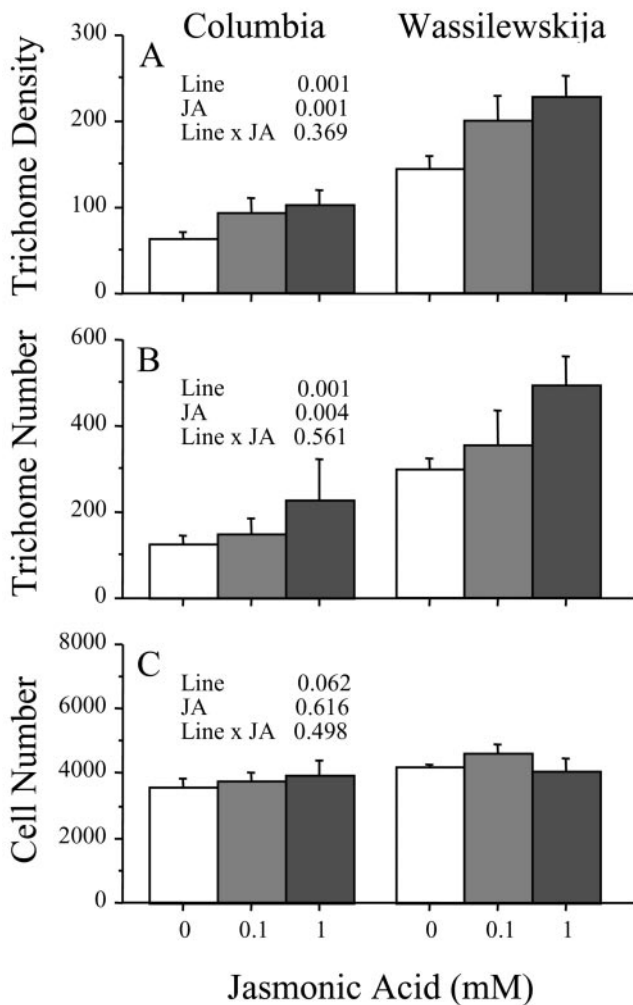 Columbia Wassilewskija
A
Trichome Density
300
200
100
0
Line 0.001
JA 0.001
Line x JA 0.369
B
Trichome Number
600
400
200
0
Line 0.001
JA 0.004
Line x JA 0.561
C
Cell Number
8000
6000
4000
2000
0
Line 0.062
JA 0.616
Line x JA 0.498
0 0.1 1 0 0.1 1
Jasmonic Acid (mM)